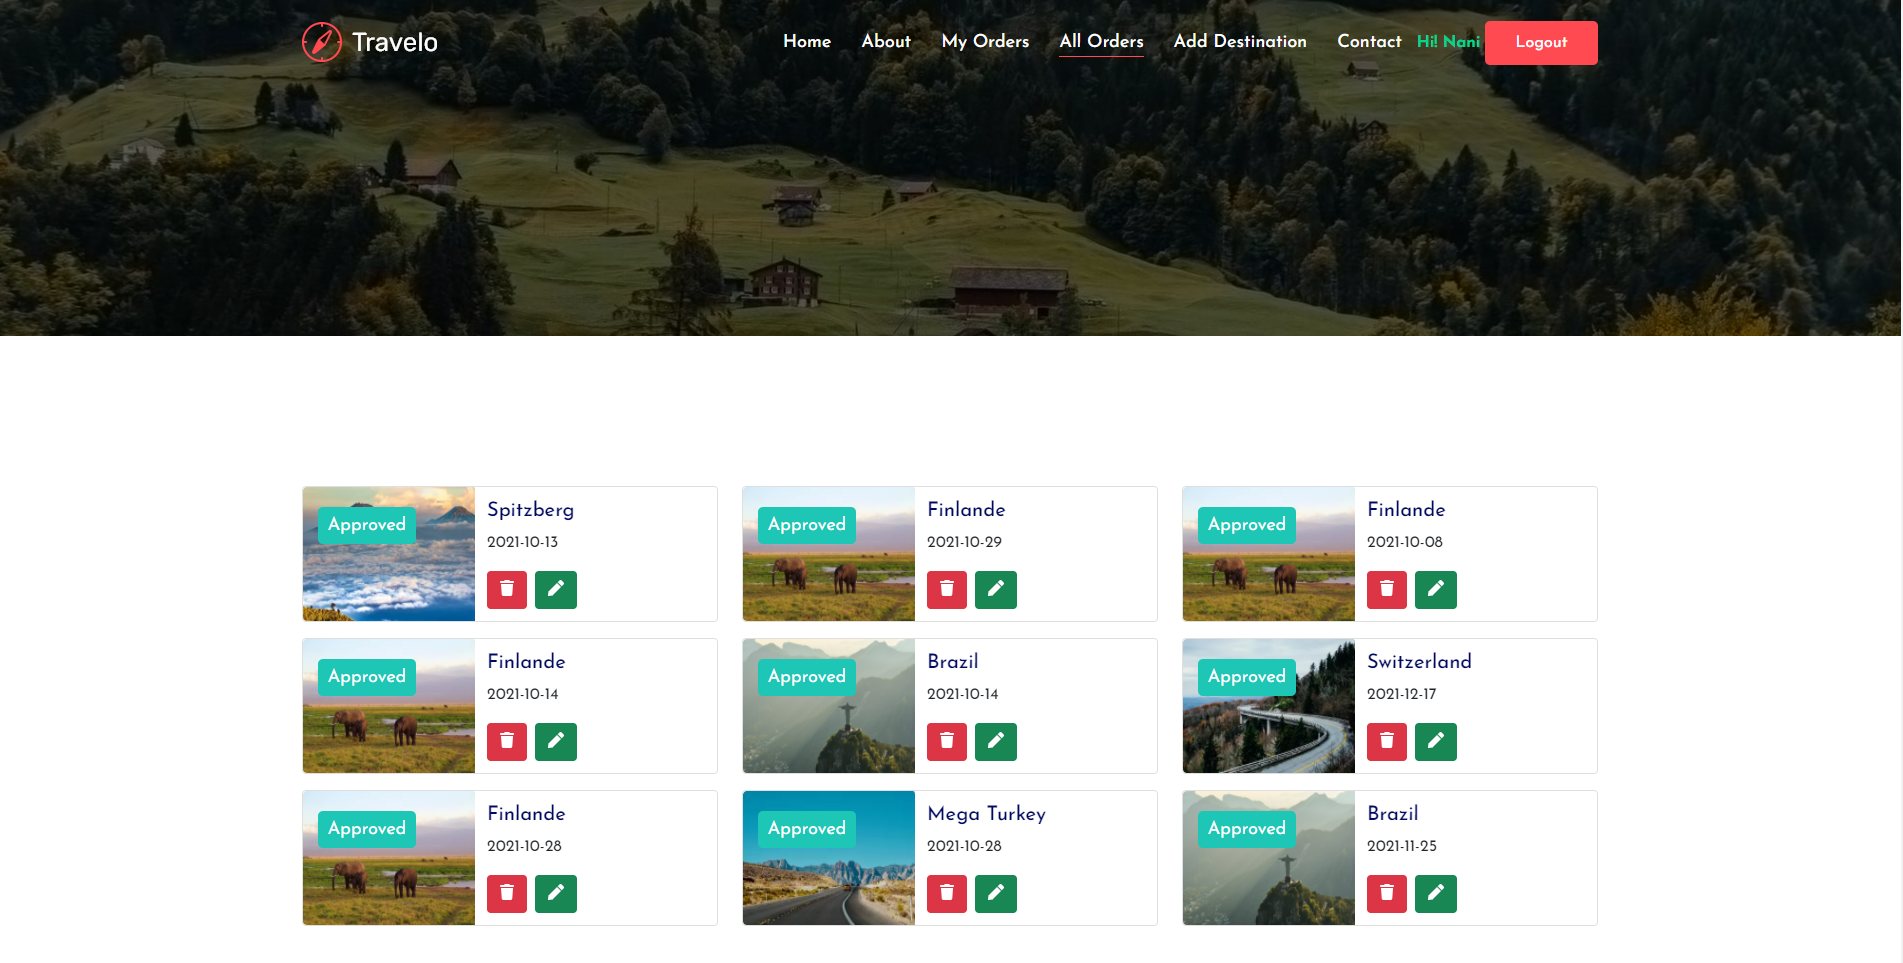 Travelo
Home About My Orders All Orders Add Destination Contact Hi! Nani Logout
Approved
Spitzberg
2021-10-13
Approved
Finlande
2021-10-29
Approved
Finlande
2021-10-08
Approved
Finlande
2021-10-14
Approved
Brazil
2021-10-14
Approved
Switzerland
2021-12-17
Approved
Finlande
2021-10-28
Approved
Mega Turkey
2021-10-28
Approved
Brazil
2021-11-25